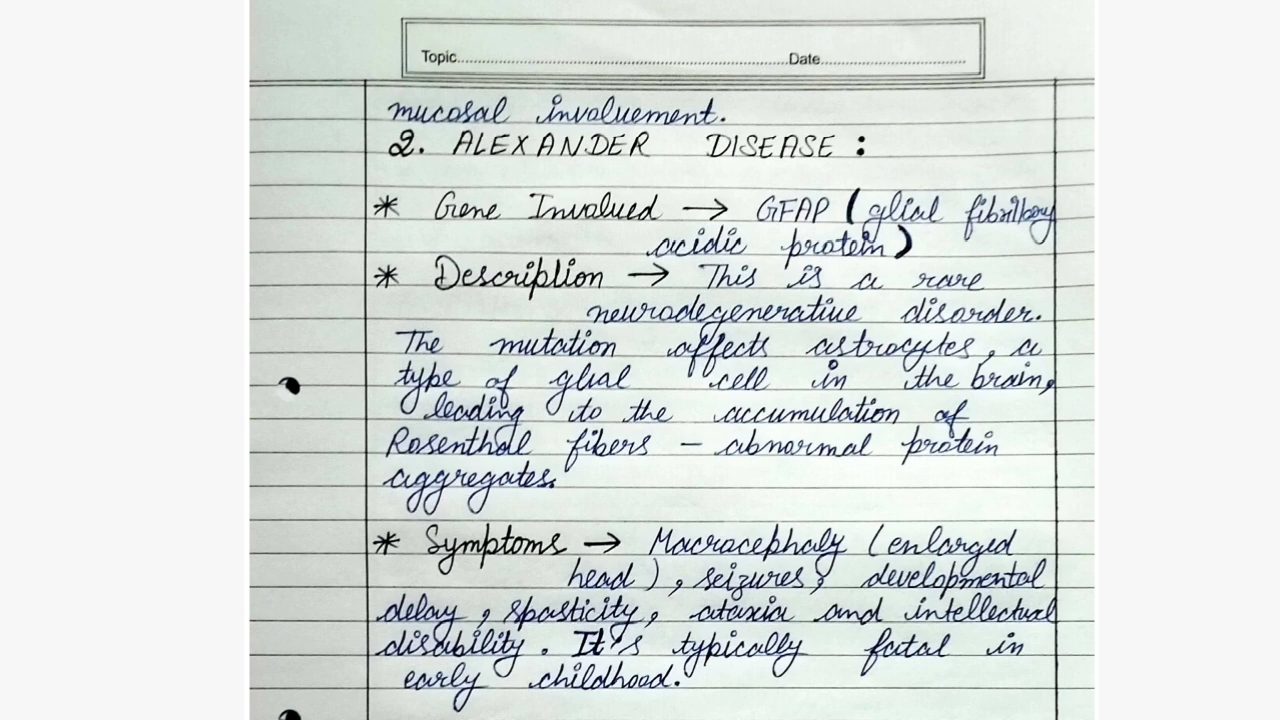 Topic.......................................................Date...........................
mucosal involvement.
2. ALEXANDER DISEASE :
* Gene Involved → GFAP (glial fibrillary
acidic protein)
* Description → This is a rare
neurodegenerative disorder.
The mutation affects astrocytes, a
type of glial cell in the brain,
leading to the accumulation of
Rosenthal fibers – abnormal protein
aggregates.
* Symptoms → Macrocephaly (enlarged
head), seizures, developmental
delay, spasticity, ataxia and intellectual
disability. It's typically fatal in
early childhood.